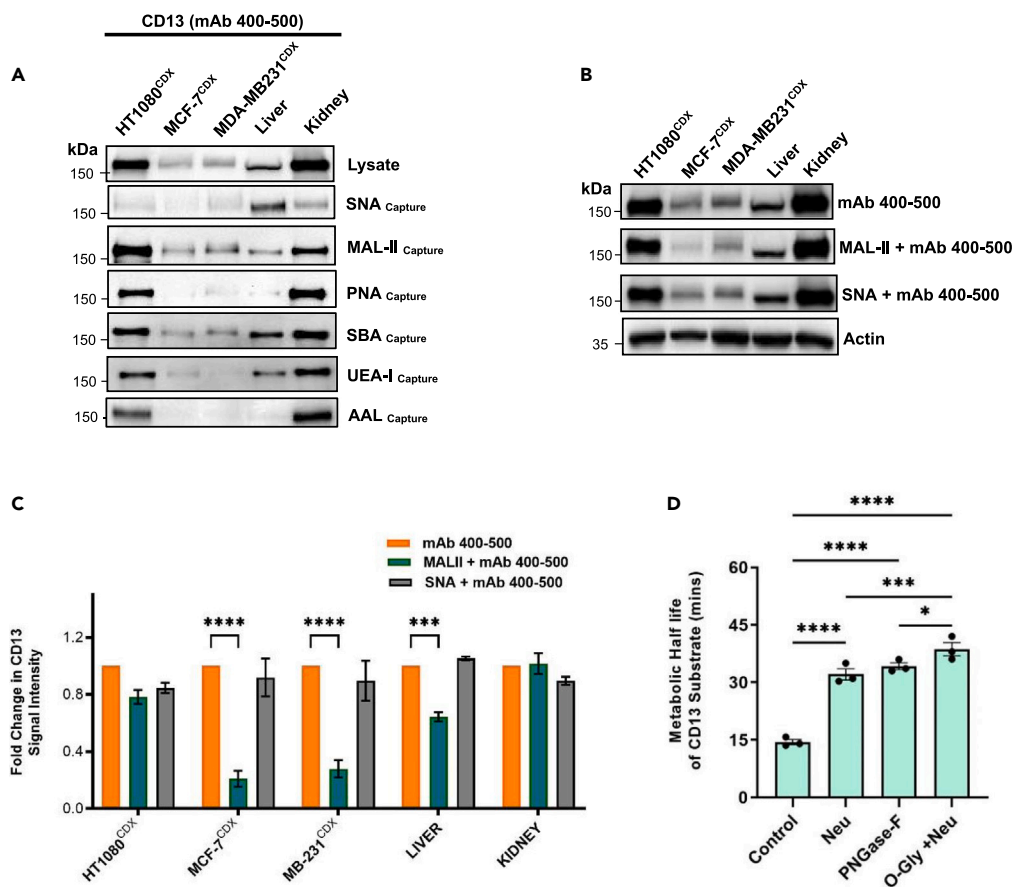 CD13 (mAb 400-500)
A
HT1080CDX
MCF-7CDX
MDA-MB231CDX
Liver
Kidney
kDa
150
Lysate
150
SNA Capture
150
MAL-II Capture
150
PNA Capture
150
SBA Capture
150
UEA-I Capture
150
AAL Capture
B
HT1080CDX
MCF-7CDX
MDA-MB231CDX
Liver
Kidney
kDa
150
mAb 400-500
150
MAL-II + mAb 400-500
150
SNA + mAb 400-500
35
Actin
C
mAb 400-500
MALII + mAb 400-500
SNA + mAb 400-500
Fold Change in CD13
Signal Intensity
1.2
0.8
0.4
0.0
****
****
***
HT1080CDX
MCF-7CDX
MB-231CDX
LIVER
KIDNEY
D
Metabolic Half life
of CD13 Substrate (mins)
60
45
30
15
0
****
****
***
*
****
Control
Neu
PNGase-F
O-Gly +Neu